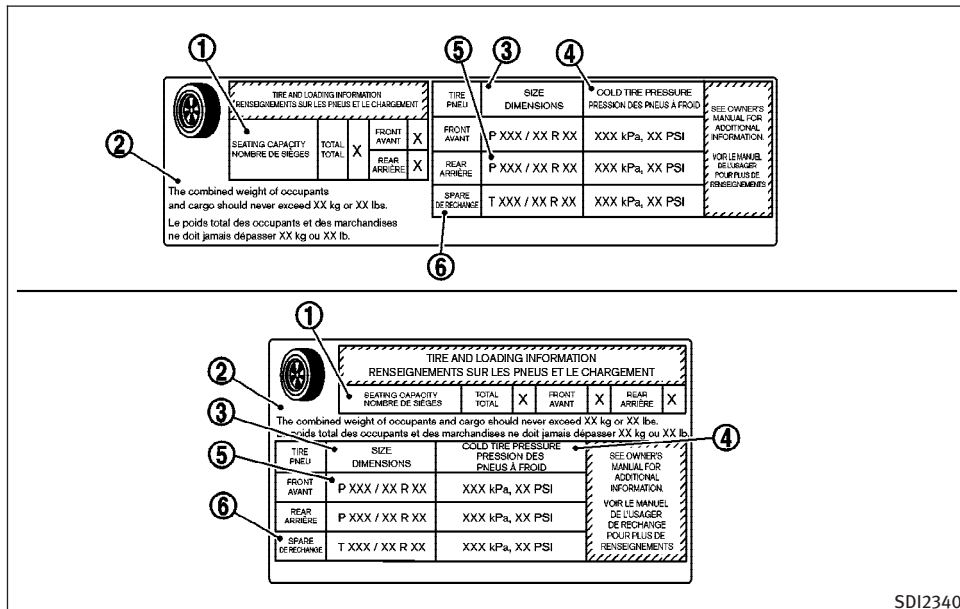 ①
⑤
③
④
②
TIRE AND LOADING INFORMATION
RENSEIGNEMENTS SUR LES PNEUS ET LE CHARGEMENT
SEATING CAPACITY
NOMBRE DE SIÈGES
TOTAL
TOTAL
X
FRONT
AVANT
X
REAR
ARRIÈRE
X
The combined weight of occupants
and cargo should never exceed XX kg or XX lbs.
Le poids total des occupants et des marchandises
ne doit jamais dépasser XX kg ou XX lb.
TIRE
PNEU
SIZE
DIMENSIONS
COLD TIRE PRESSURE
PRESSION DES PNEUS À FROID
FRONT
AVANT
P XXX / XX R XX
XXX kPa, XX PSI
REAR
ARRIÈRE
P XXX / XX R XX
XXX kPa, XX PSI
SPARE
DE RECHANGE
T XXX / XX R XX
XXX kPa, XX PSI
SEE OWNER'S
MANUAL FOR
ADDITIONAL
INFORMATION.
VOIR LE MANUEL
DE L'USAGER
POUR PLUS DE
RENSEIGNEMENTS
⑥
①
②
③
④
⑤
⑥
TIRE AND LOADING INFORMATION
RENSEIGNEMENTS SUR LES PNEUS ET LE CHARGEMENT
SEATING CAPACITY
NOMBRE DE SIÈGES
TOTAL
TOTAL
X
FRONT
AVANT
X
REAR
ARRIÈRE
X
The combined weight of occupants and cargo should never exceed XX kg or XX lbs.
poids total des occupants et des marchandises ne doit jamais dépasser XX kg ou XX lb.
TIRE
PNEU
SIZE
DIMENSIONS
COLD TIRE PRESSURE
PRESSION DES
PNEUS À FROID
FRONT
AVANT
P XXX / XX R XX
XXX kPa, XX PSI
REAR
ARRIÈRE
P XXX / XX R XX
XXX kPa, XX PSI
SPARE
DE RECHANGE
T XXX / XX R XX
XXX kPa, XX PSI
SEE OWNER'S
MANUAL FOR
ADDITIONAL
INFORMATION.
VOIR LE MANUEL
DE L'USAGER
DE RECHANGE
POUR PLUS DE
RENSEIGNEMENTS
SDI2340